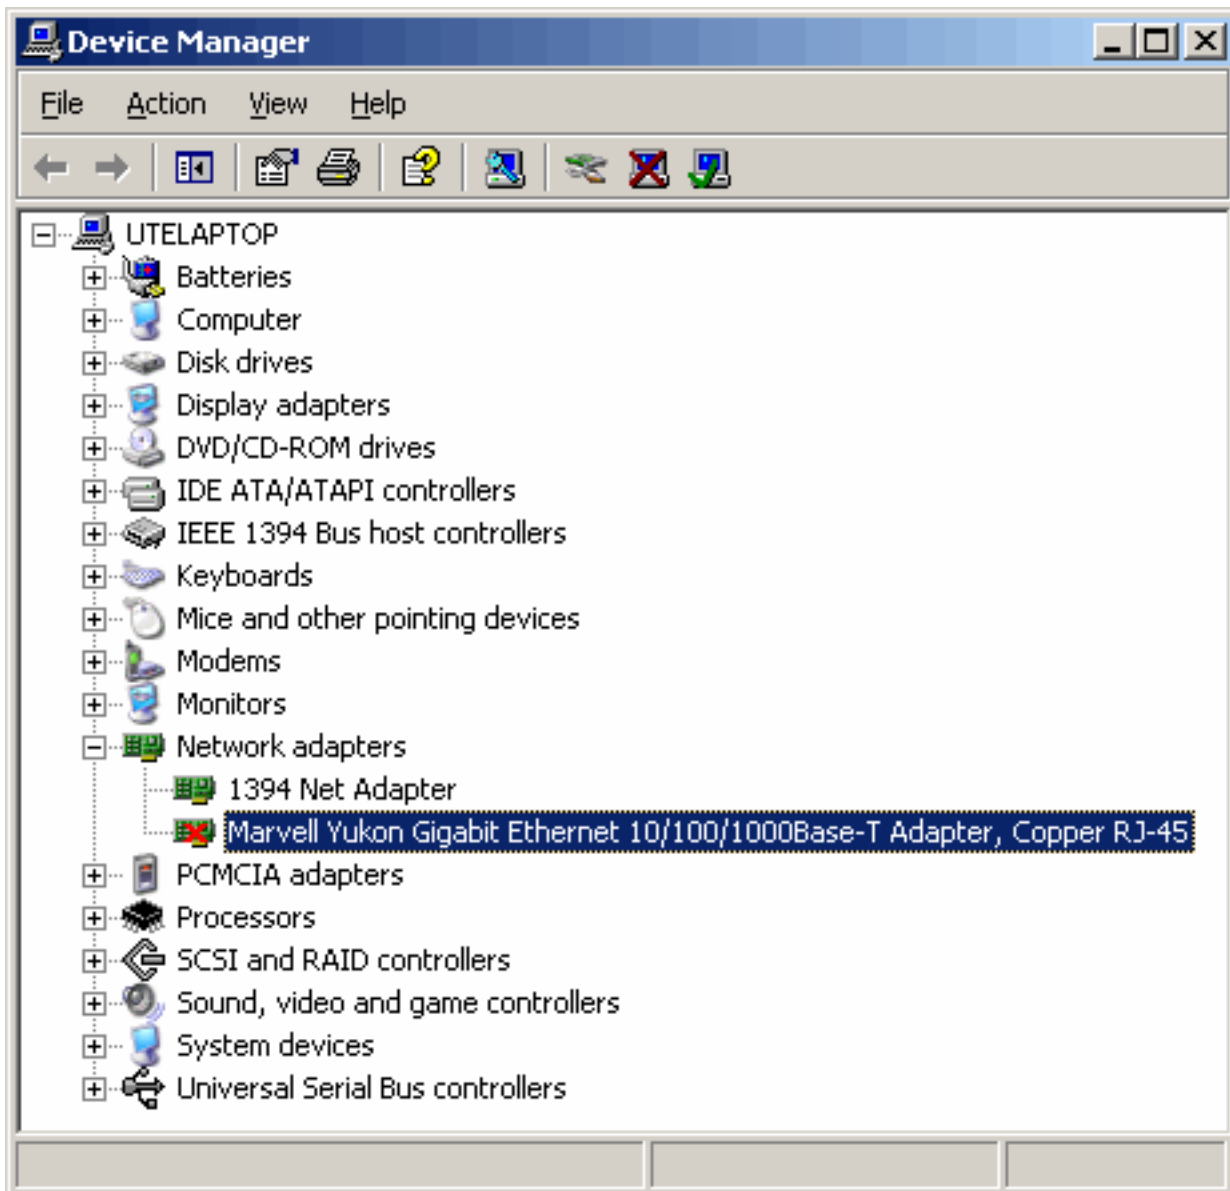 Device Manager
File Action View Help
UTELAPTOP
Batteries
Computer
Disk drives
Display adapters
DVD/CD-ROM drives
IDE ATA/ATAPI controllers
IEEE 1394 Bus host controllers
Keyboards
Mice and other pointing devices
Modems
Monitors
Network adapters
1394 Net Adapter
Marvell Yukon Gigabit Ethernet 10/100/1000Base-T Adapter, Copper RJ-45
PCMCIA adapters
Processors
SCSI and RAID controllers
Sound, video and game controllers
System devices
Universal Serial Bus controllers